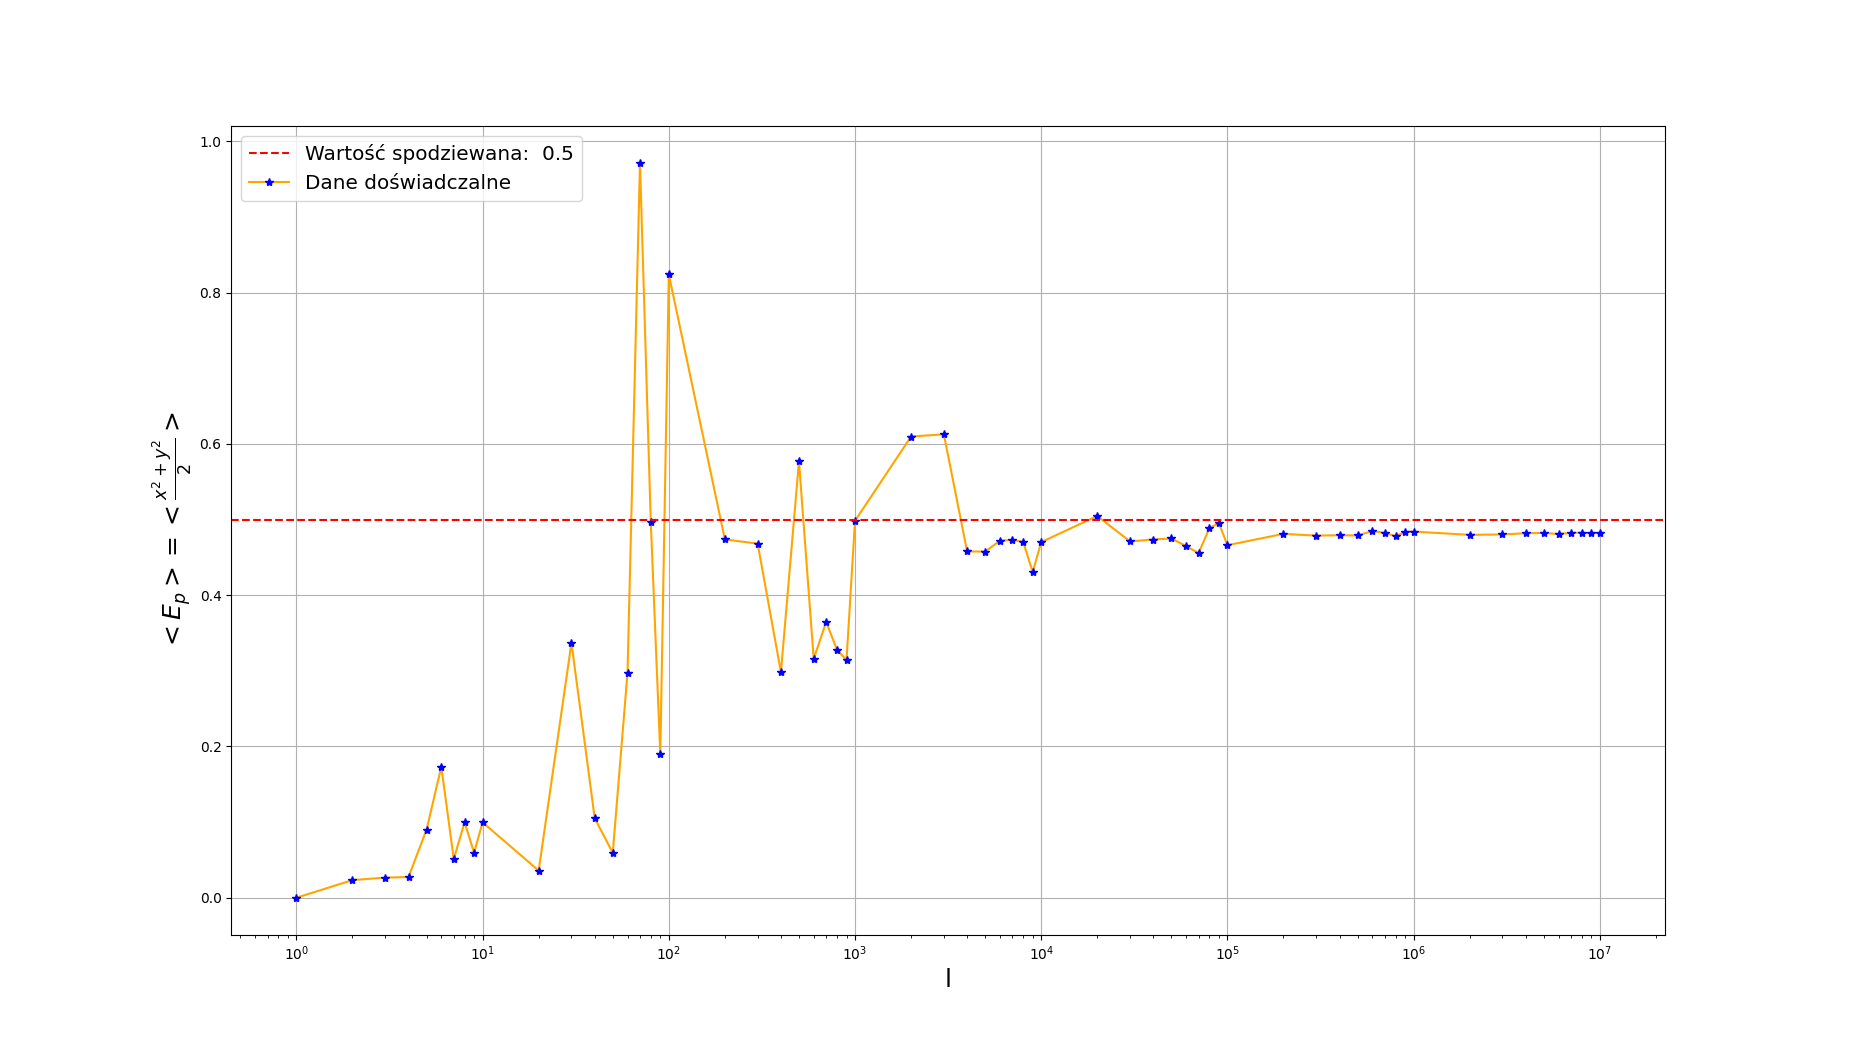 Wartość spodziewana:  0.5
Dane doświadczalne
1.0
0.8
0.6
0.4
0.2
0.0
< E_p > = < \frac{x^2 + y^2}{2} >
10^0 10^1 10^2 10^3 10^4 10^5 10^6 10^7
I